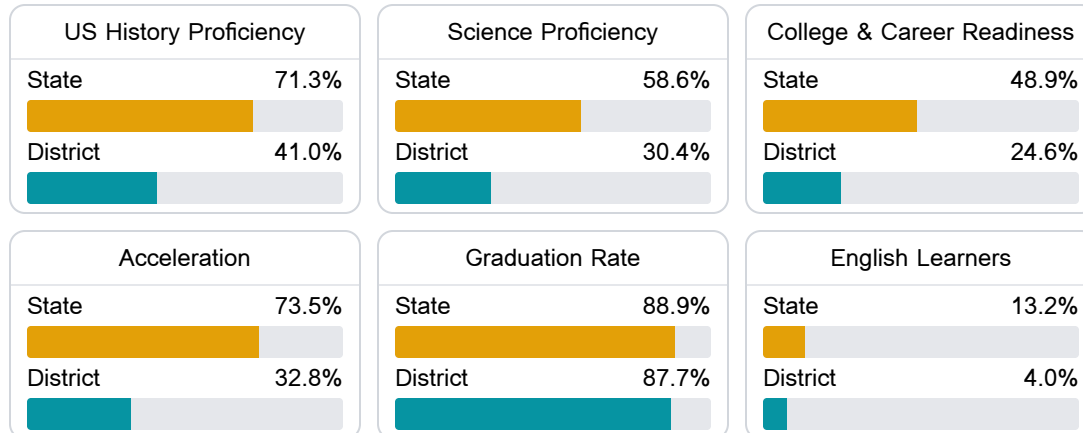 US History Proficiency
State 71.3%
District 41.0%
Science Proficiency
State 58.6%
District 30.4%
College & Career Readiness
State 48.9%
District 24.6%
Acceleration
State 73.5%
District 32.8%
Graduation Rate
State 88.9%
District 87.7%
English Learners
State 13.2%
District 4.0%